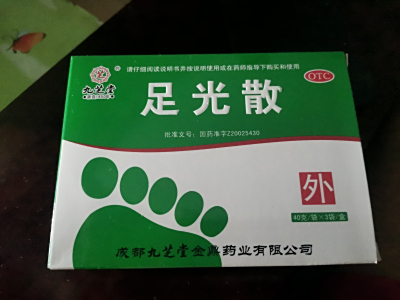 请仔细阅读说明书并按说明使用或在药师指导下购买和使用
九芝堂
®
OTC
足光散
批准文号：国药准字Z20025430
外
40克/袋×3袋/盒
成都九芝堂金鼎药业有限公司